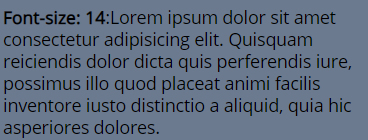 Font-size: 14:Lorem ipsum dolor sit amet
consectetur adipisicing elit. Quisquam
reiciendis dolor dicta quis perferendis iure,
possimus illo quod placeat animi facilis
inventore iusto distinctio a aliquid, quia hic
asperiores dolores.